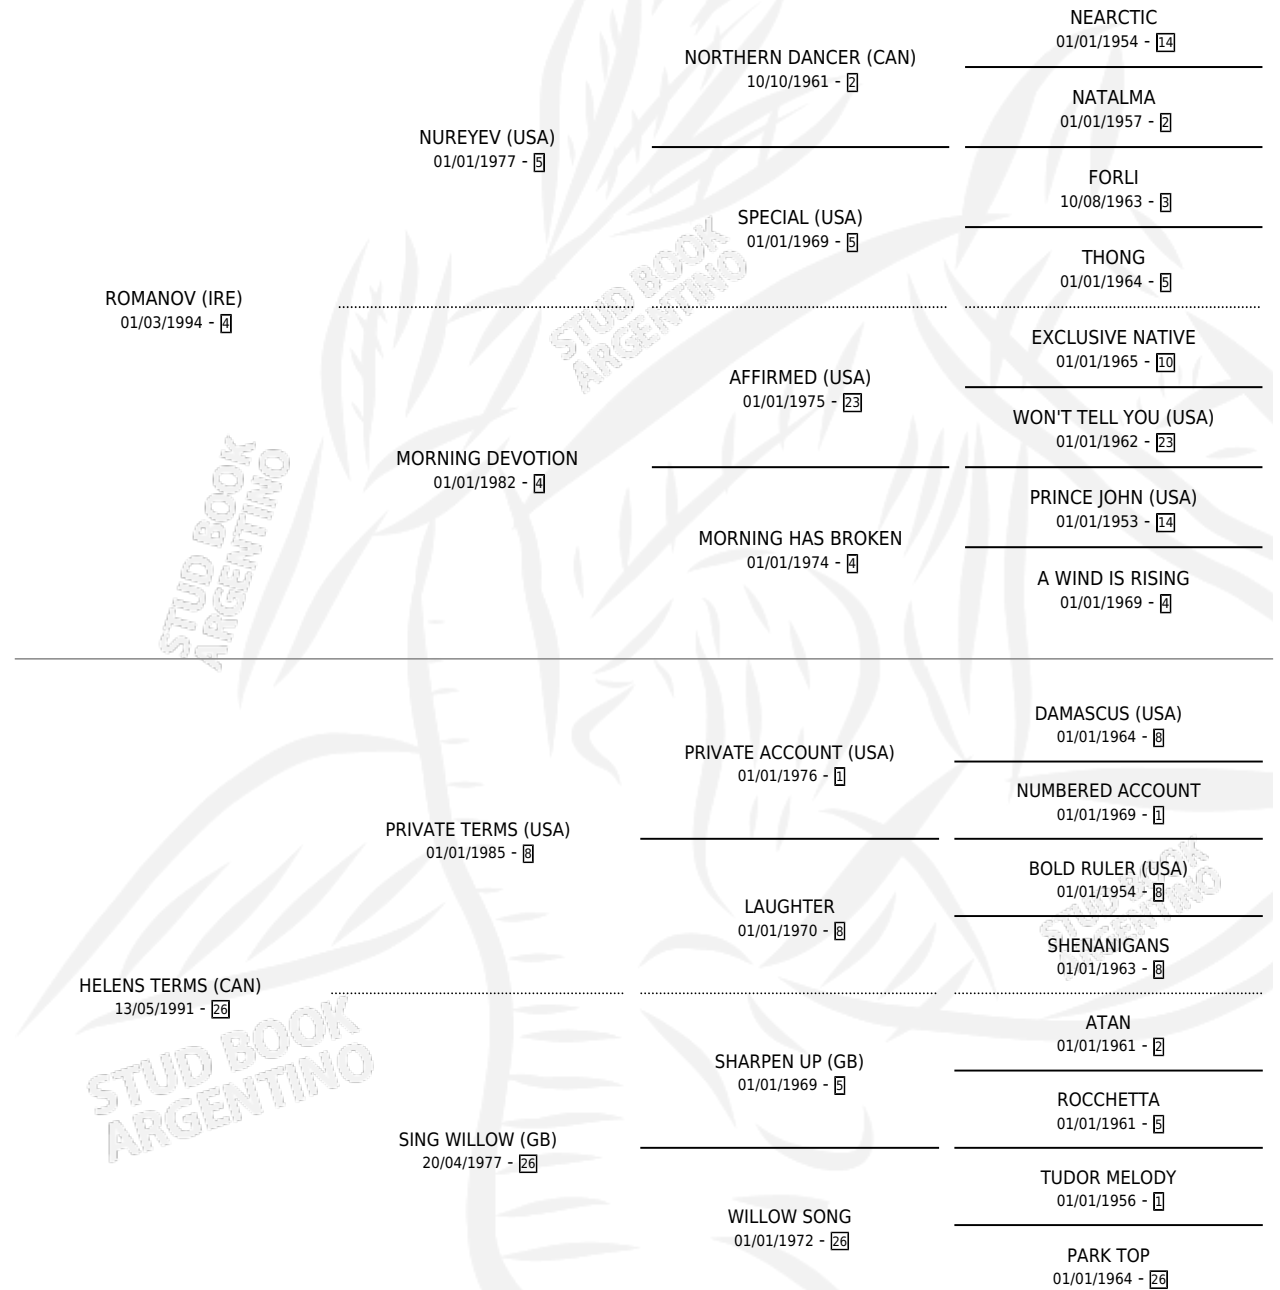 NEARCTIC
01/01/1954 - 14
NORTHERN DANCER (CAN)
10/10/1961 - 2
NATALMA
01/01/1957 - 2
NUREYEV (USA)
01/01/1977 - 5
FORLI
10/08/1963 - 3
SPECIAL (USA)
01/01/1969 - 5
THONG
01/01/1964 - 5
ROMANOV (IRE)
01/03/1994 - 4
EXCLUSIVE NATIVE
01/01/1965 - 10
AFFIRMED (USA)
01/01/1975 - 23
WON'T TELL YOU (USA)
01/01/1962 - 23
MORNING DEVOTION
01/01/1982 - 4
PRINCE JOHN (USA)
01/01/1953 - 14
MORNING HAS BROKEN
01/01/1974 - 4
A WIND IS RISING
01/01/1969 - 4
STUD BOOK
ARGENTINO
STUD BOOK
ARGENTINO
DAMASCUS (USA)
01/01/1964 - 8
PRIVATE ACCOUNT (USA)
01/01/1976 - 1
NUMBERED ACCOUNT
01/01/1969 - 1
PRIVATE TERMS (USA)
01/01/1985 - 8
BOLD RULER (USA)
01/01/1954 - 8
LAUGHTER
01/01/1970 - 8
SHENANIGANS
01/01/1963 - 8
HELENS TERMS (CAN)
13/05/1991 - 26
ATAN
01/01/1961 - 2
SHARPEN UP (GB)
01/01/1969 - 5
ROCCHETTA
01/01/1961 - 5
SING WILLOW (GB)
20/04/1977 - 26
TUDOR MELODY
01/01/1956 - 1
WILLOW SONG
01/01/1972 - 26
PARK TOP
01/01/1964 - 26
STUD BOOK
ARGENTINO
STUD BOOK
ARGENTINO